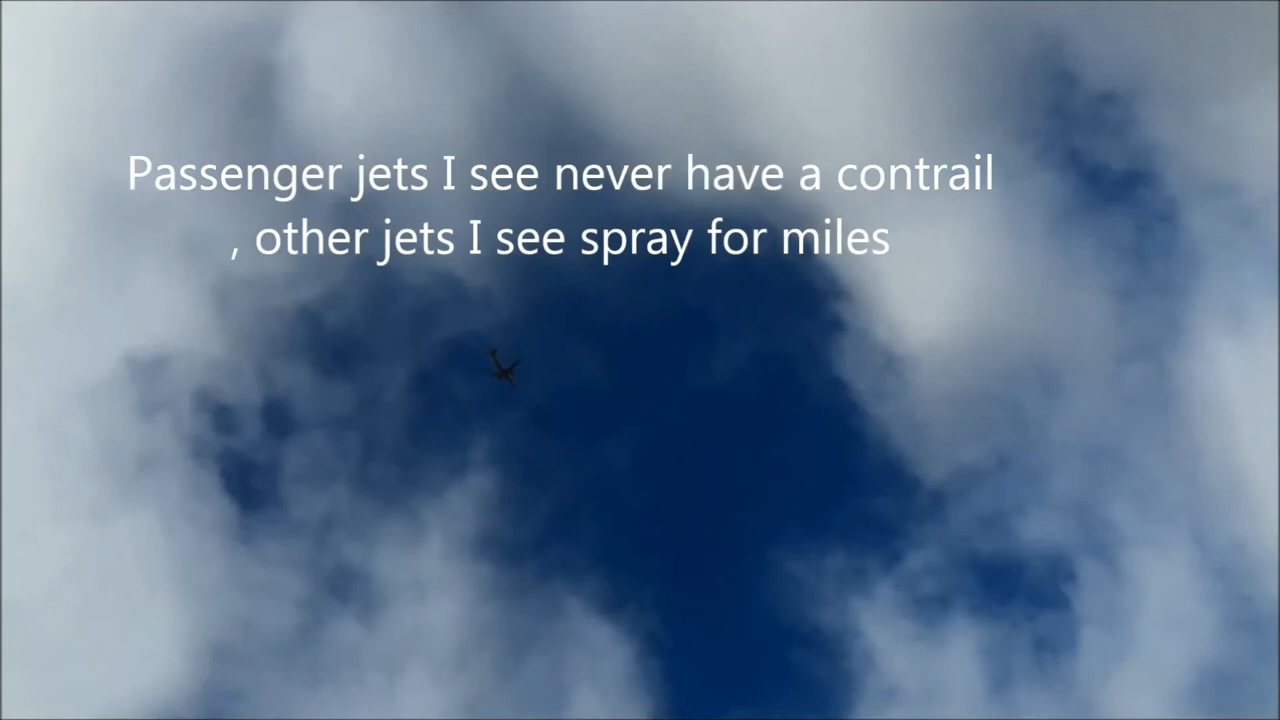 Passenger jets I see never have a contrail
, other jets I see spray for miles